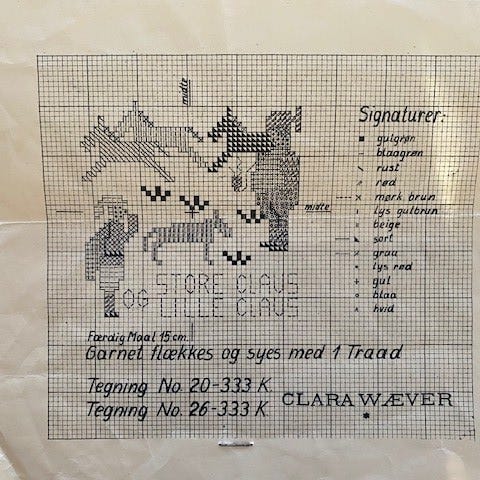 midte
Signaturer:
gulgrøn
blaagrøn
rust
rød
mørk brun
lys gulbrun
beige
sort
graa
lys rød
gul
blaa
hvid
midte
STORE CLAUS
OG LILLE CLAUS
Færdig Maal 15 cm.
Garnet flækkes og syes med 1 Traad
Tegning No. 20-333 K.
Tegning No. 26-333 K.
CLARA WÆVER